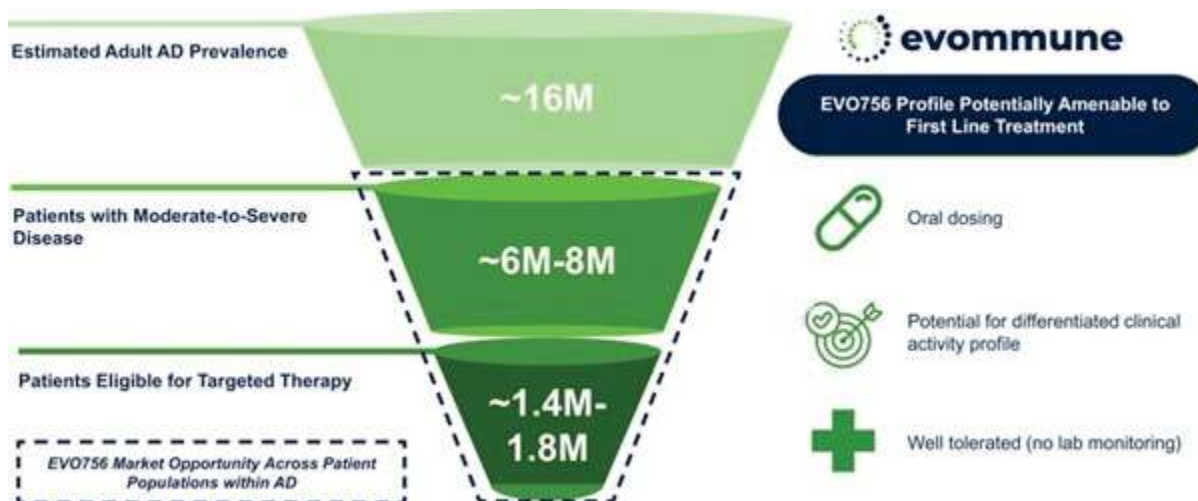 Estimated Adult AD Prevalence
~16M
Patients with Moderate-to-Severe
Disease
~6M-8M
Patients Eligible for Targeted Therapy
~1.4M-
1.8M
EVO756 Market Opportunity Across Patient
Populations within AD
evommune
EVO756 Profile Potentially Amenable to
First Line Treatment
Oral dosing
Potential for differentiated clinical
activity profile
Well tolerated (no lab monitoring)